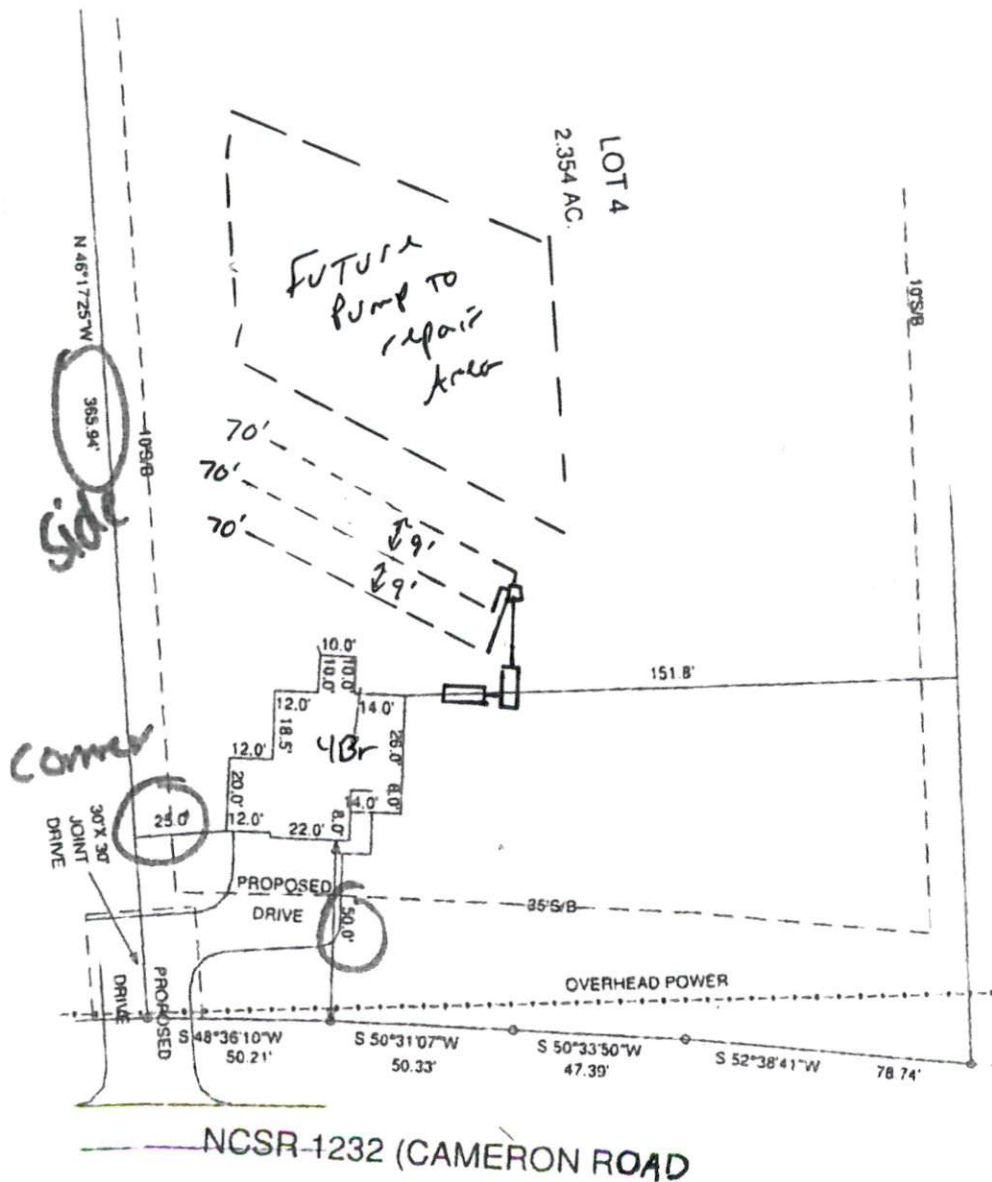 LOT 4
2.354 AC.
N 46°17'25"W
365.94'
Side
10'S/B
10'S/B
Future
Pump to
repair
Area
70'
70'
70'
9'
9'
10.0'
10.0'
10.0'
12.0'
14.0'
151.8'
18.5'
4Br
26.0'
12.0'
20.0'
14.0'
8.0'
Corner
25.0'
12.0'
22.0'
8.0'
30'X 30'
JOINT
DRIVE
PROPOSED
DRIVE
50.0'
35'S/B
PROPOSED
DRIVE
OVERHEAD POWER
S 48°36'10"W
50.21'
S 50°31'07"W
50.33'
S 50°33'50"W
47.39'
S 52°38'41"W
78.74'
NCSR-1232 (CAMERON ROAD